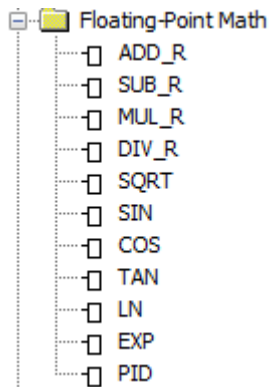 Floating-Point Math
ADD_R
SUB_R
MUL_R
DIV_R
SQRT
SIN
COS
TAN
LN
EXP
PID